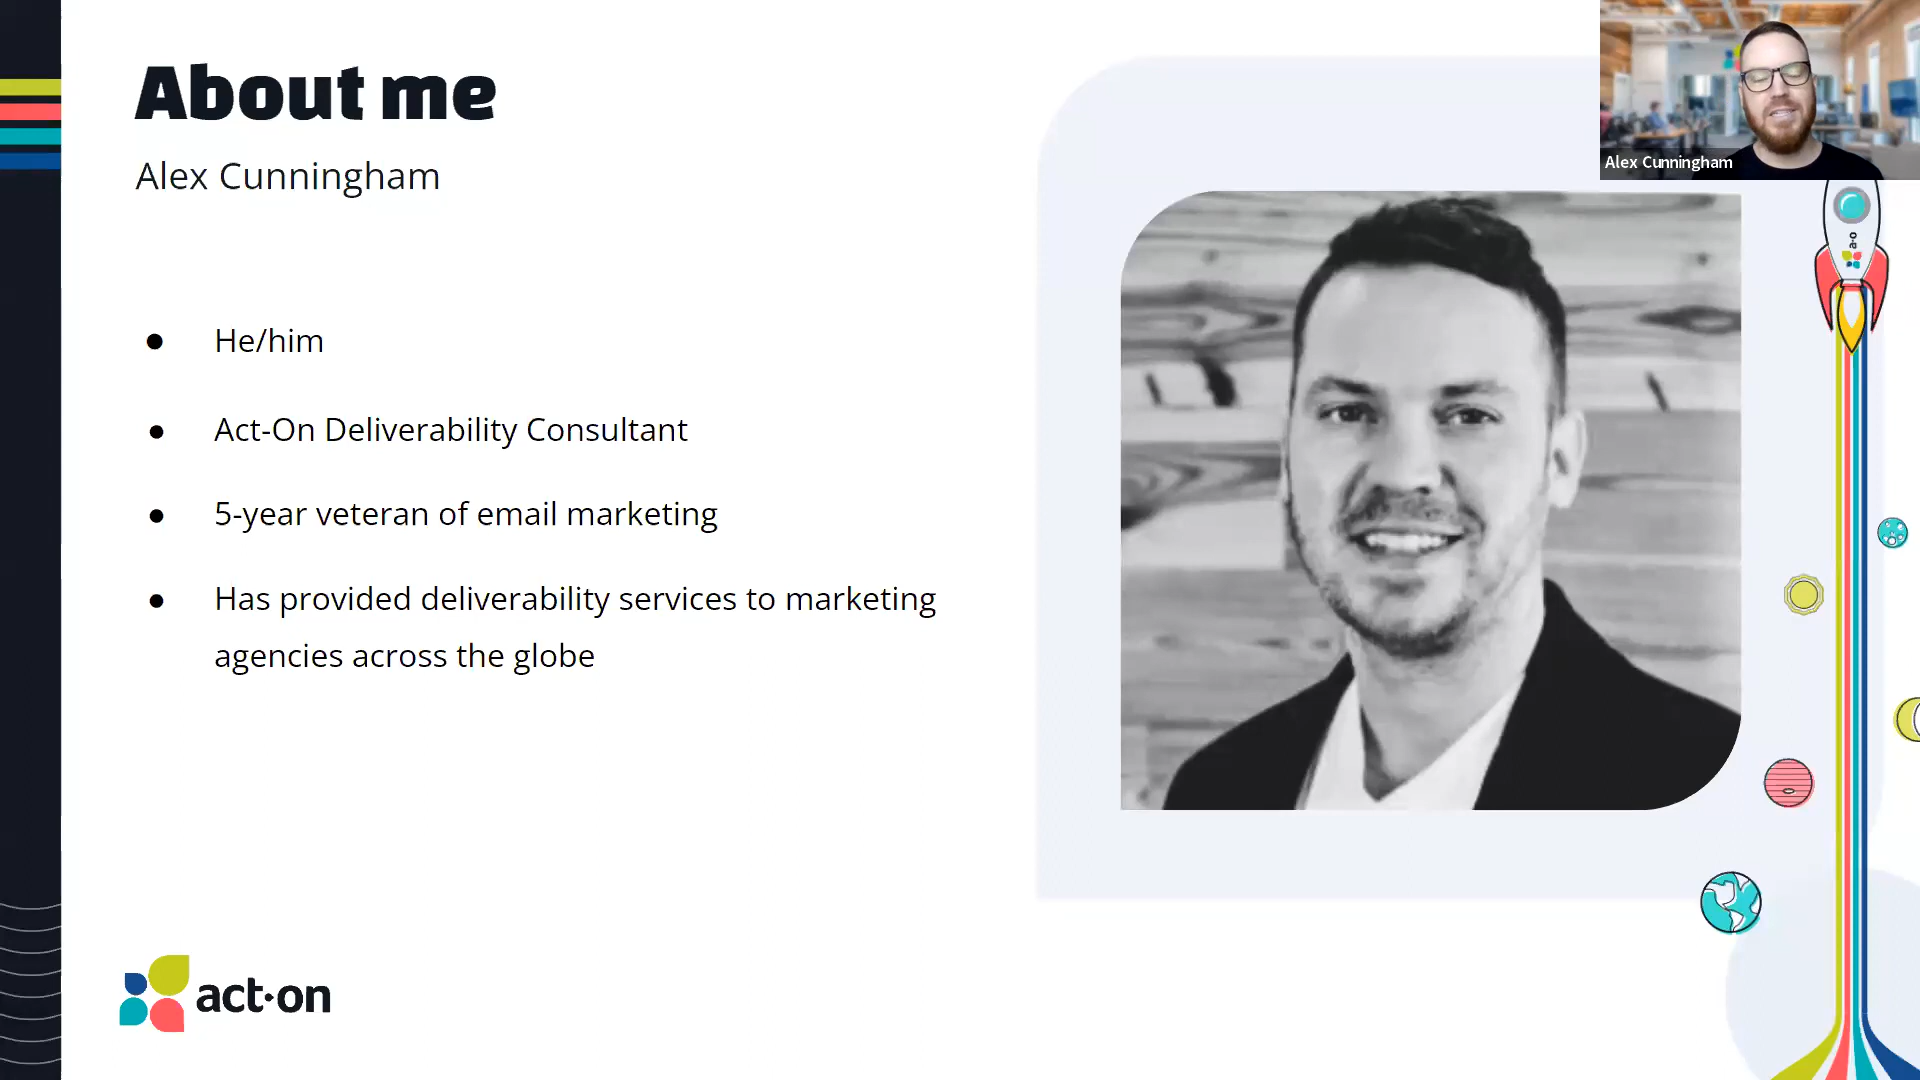 About me
Alex Cunningham
He/him
Act-On Deliverability Consultant
5-year veteran of email marketing
Has provided deliverability services to marketing
agencies across the globe
act-on
Alex Cunningham
a-o